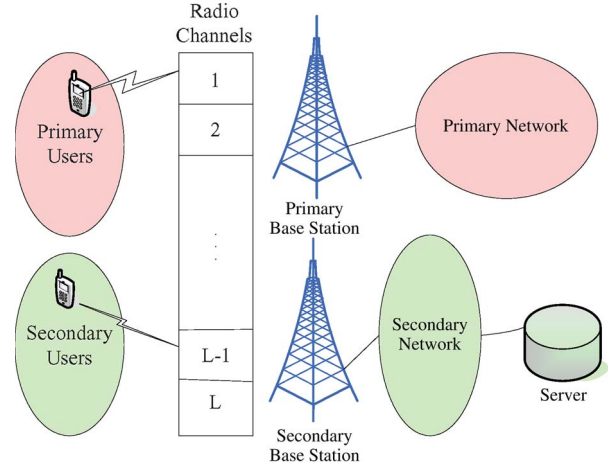 Radio
Channels
1
2
.
.
.
L-1
L
Primary
Users
Secondary
Users
Primary
Base Station
Primary Network
Secondary
Base Station
Secondary
Network
Server